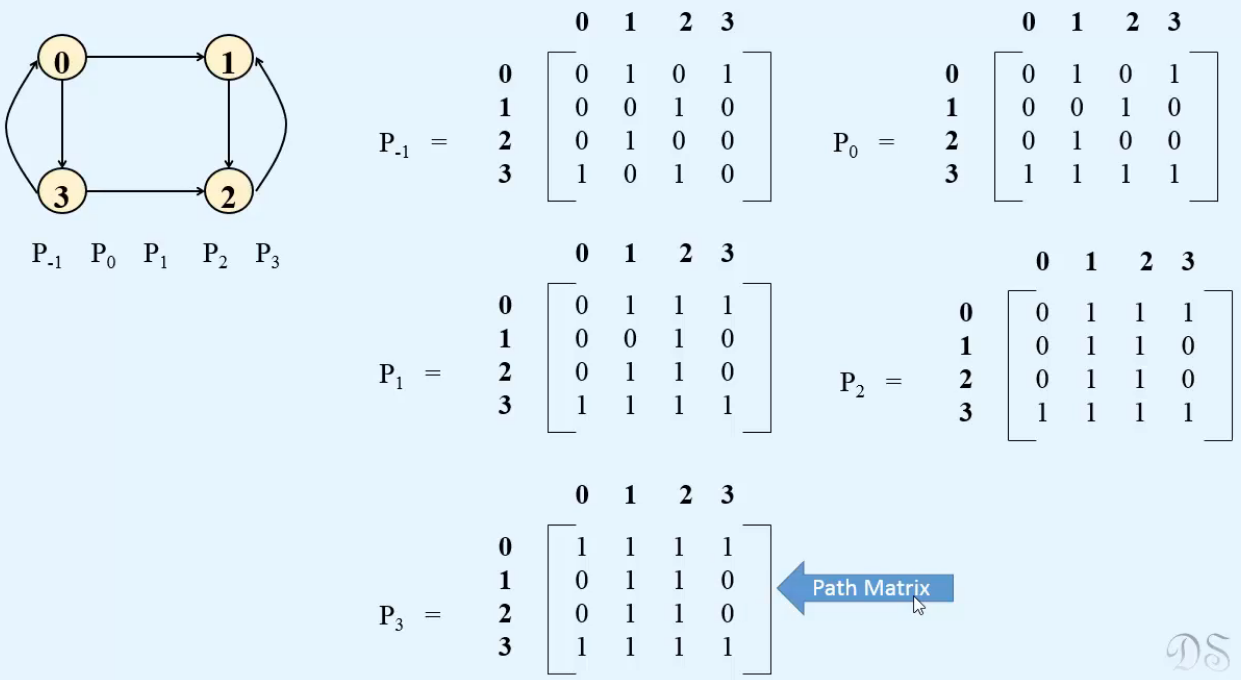 0 1
3 2
P-1 P0 P1 P2 P3
0 1 2 3
P-1 =
0 0 1 0 1
1 0 0 1 0
2 0 1 0 0
3 1 0 1 0
0 1 2 3
P0 =
0 0 1 0 1
1 0 0 1 0
2 0 1 0 0
3 1 1 1 1
0 1 2 3
P1 =
0 0 1 1 1
1 0 0 1 0
2 0 1 1 0
3 1 1 1 1
0 1 2 3
P2 =
0 0 1 1 1
1 0 1 1 0
2 0 1 1 0
3 1 1 1 1
0 1 2 3
P3 =
0 1 1 1 1
1 0 1 1 0
2 0 1 1 0
3 1 1 1 1
Path Matrix
DS